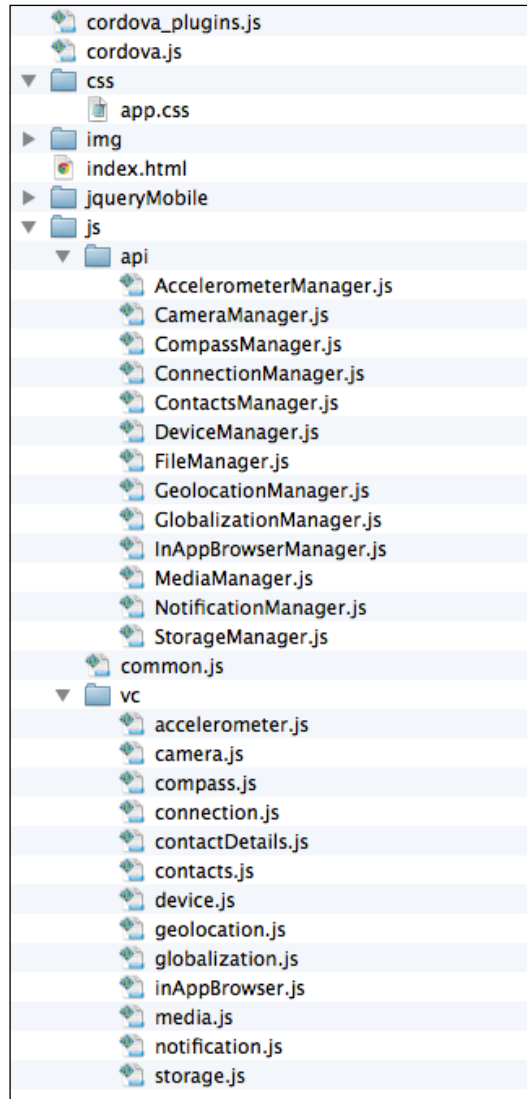 cordova_plugins.js
cordova.js
css
app.css
img
index.html
jqueryMobile
js
api
AccelerometerManager.js
CameraManager.js
CompassManager.js
ConnectionManager.js
ContactsManager.js
DeviceManager.js
FileManager.js
GeolocationManager.js
GlobalizationManager.js
InAppBrowserManager.js
MediaManager.js
NotificationManager.js
StorageManager.js
common.js
vc
accelerometer.js
camera.js
compass.js
connection.js
contactDetails.js
contacts.js
device.js
geolocation.js
globalization.js
inAppBrowser.js
media.js
notification.js
storage.js